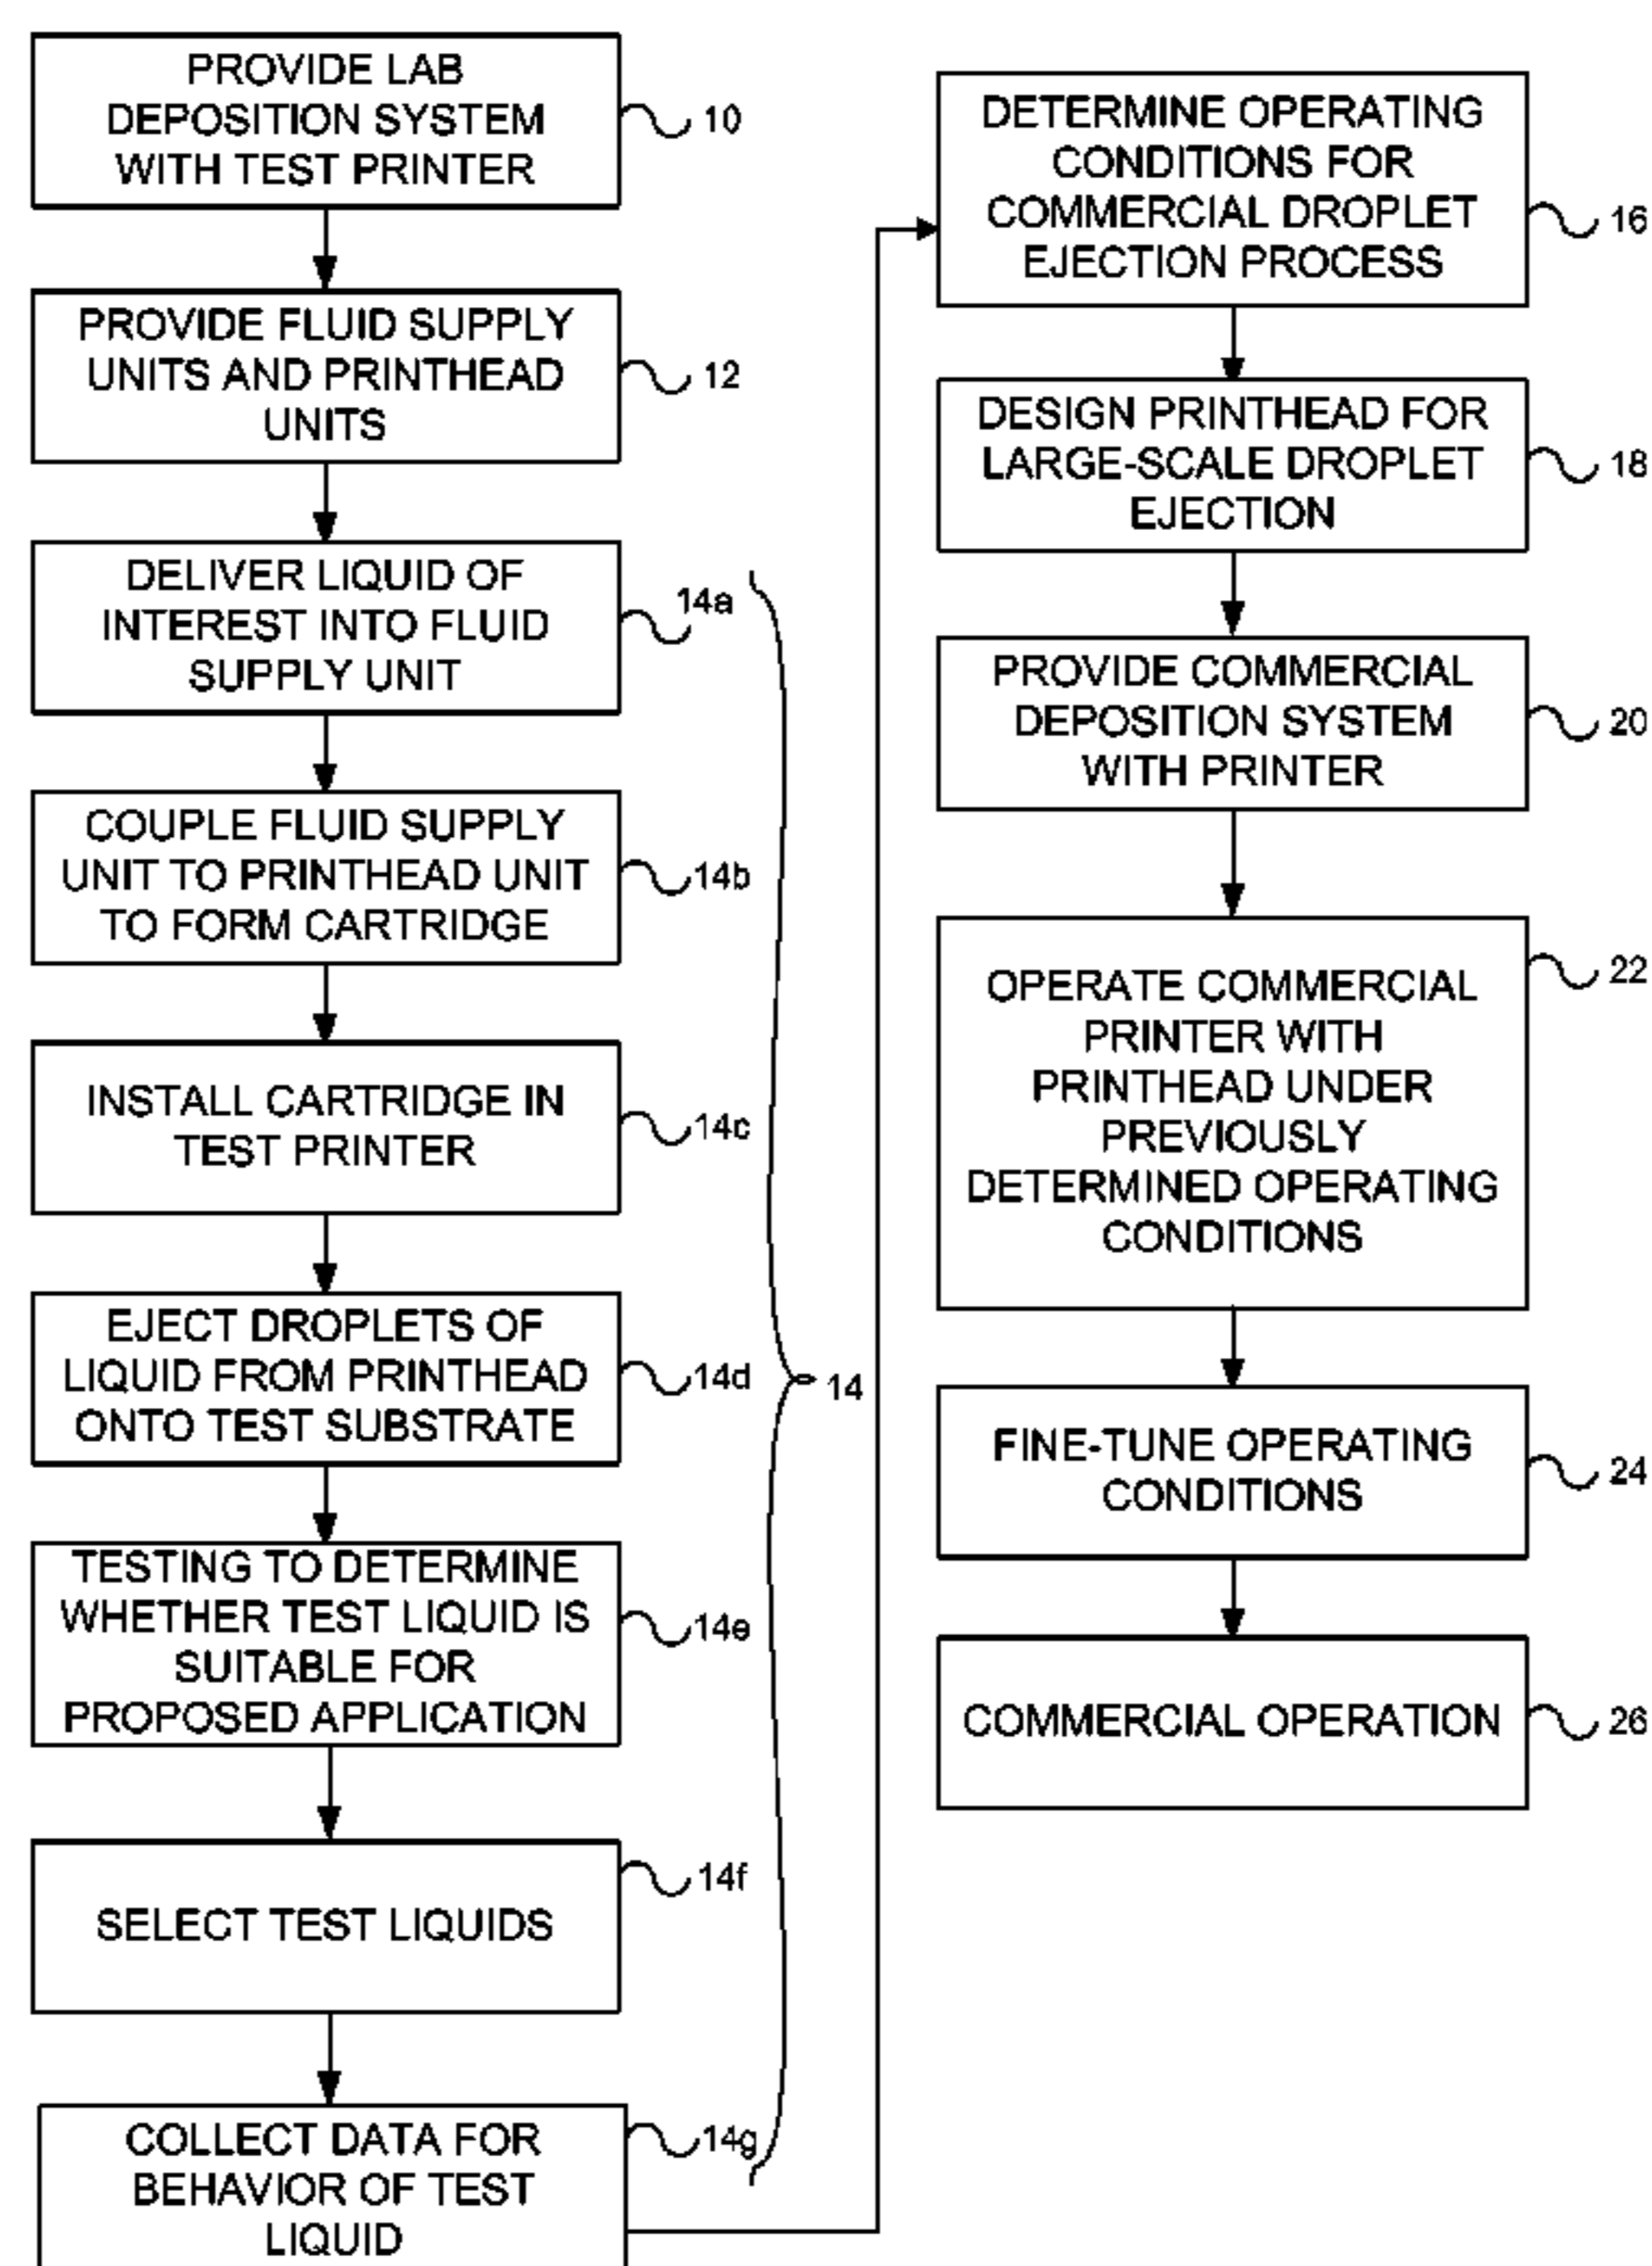 PROVIDE LAB
DEPOSITION SYSTEM
WITH TEST PRINTER
10
PROVIDE FLUID SUPPLY
UNITS AND PRINTHEAD
UNITS
12
DELIVER LIQUID OF
INTEREST INTO FLUID
SUPPLY UNIT
14a
COUPLE FLUID SUPPLY
UNIT TO PRINTHEAD UNIT
TO FORM CARTRIDGE
14b
INSTALL CARTRIDGE IN
TEST PRINTER
14c
EJECT DROPLETS OF
LIQUID FROM PRINTHEAD
ONTO TEST SUBSTRATE
14d
TESTING TO DETERMINE
WHETHER TEST LIQUID IS
SUITABLE FOR
PROPOSED APPLICATION
14e
SELECT TEST LIQUIDS
14f
COLLECT DATA FOR
BEHAVIOR OF TEST
LIQUID
14g
14
DETERMINE OPERATING
CONDITIONS FOR
COMMERCIAL DROPLET
EJECTION PROCESS
16
DESIGN PRINTHEAD FOR
LARGE-SCALE DROPLET
EJECTION
18
PROVIDE COMMERCIAL
DEPOSITION SYSTEM
WITH PRINTER
20
OPERATE COMMERCIAL
PRINTER WITH
PRINTHEAD UNDER
PREVIOUSLY
DETERMINED OPERATING
CONDITIONS
22
FINE-TUNE OPERATING
CONDITIONS
24
COMMERCIAL OPERATION
26